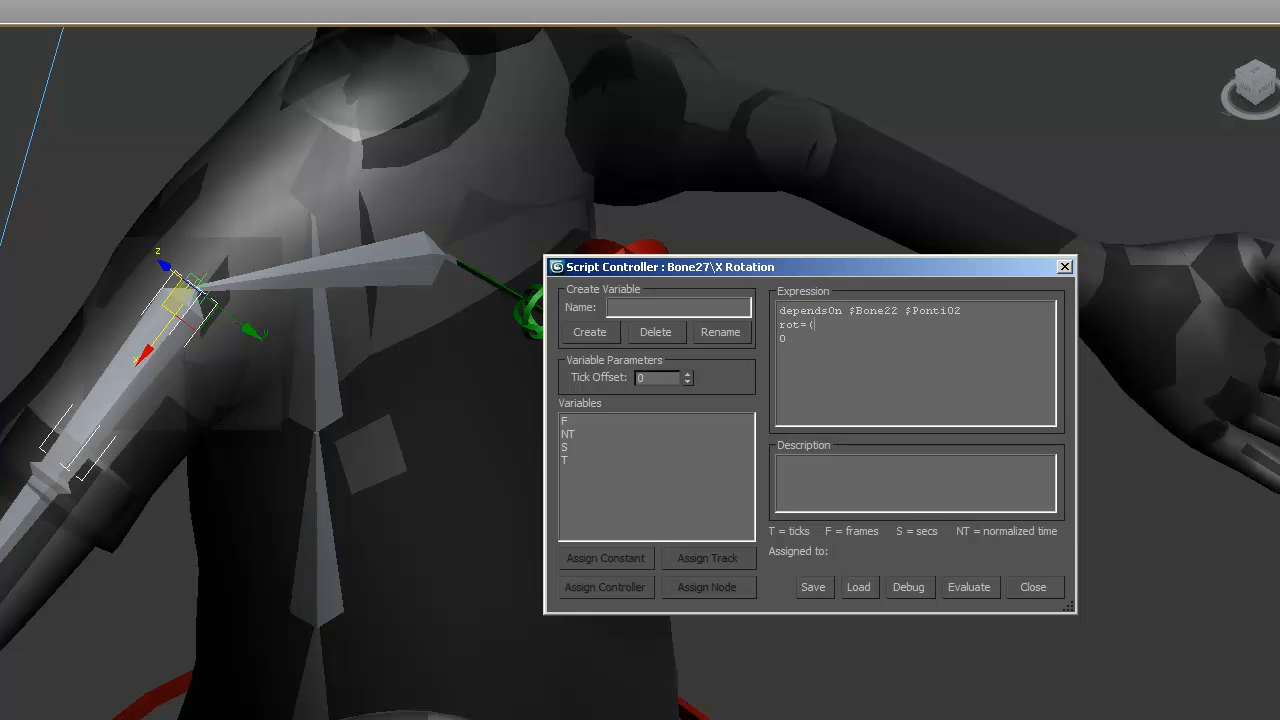 Script Controller : Bone27\X Rotation
Create Variable
Name:
Create
Delete
Rename
Variable Parameters
Tick Offset:
0
Variables
F
NT
S
T
Assign Constant
Assign Track
Assign Controller
Assign Node
Expression
dependsOn $Bone22 $Ponti02
rot=(
0
Description
T = ticks F = frames S = secs NT = normalized time
Assigned to:
Save
Load
Debug
Evaluate
Close
z
y
x